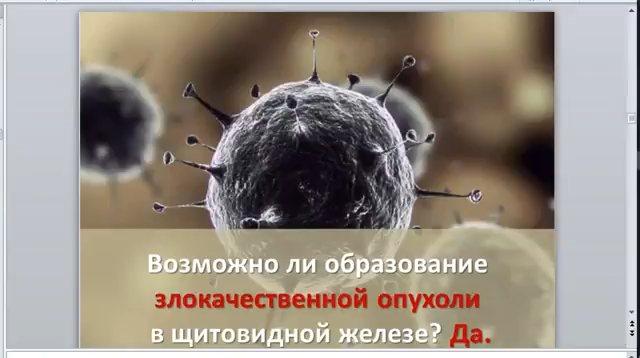 Возможно ли образование
злокачественной опухоли
в щитовидной железе? Да.